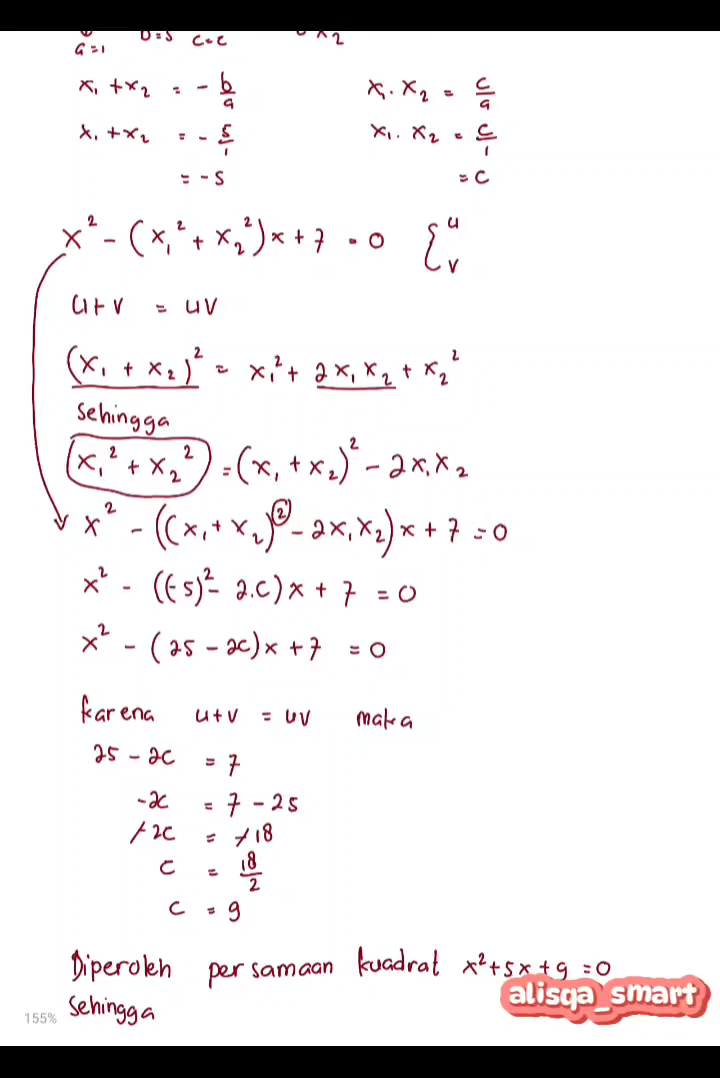 a=1 b=5 c=c x2
x₁ + x₂ = - b/a x₁ . x₂ = c/a
x₁ + x₂ = - 5/1 x₁ . x₂ = c/1
= -5 = c
x² - (x₁² + x₂²)x + 7 = 0 { u v
u + v = uv
(x₁ + x₂)² = x₁² + 2x₁x₂ + x₂²
sehingga
x₁² + x₂² = (x₁ + x₂)² - 2x₁x₂
x² - ((x₁ + x₂)² - 2x₁x₂)x + 7 = 0
x² - ((-5)² - 2.c)x + 7 = 0
x² - (25 - 2c)x + 7 = 0
karena u+v = uv maka
25 - 2c = 7
-2c = 7 - 25
-2c = -18
c = 18/2
c = 9
Diperoleh persamaan kuadrat x²+5x+9 =0
sehingga
alisqa_smart
155%